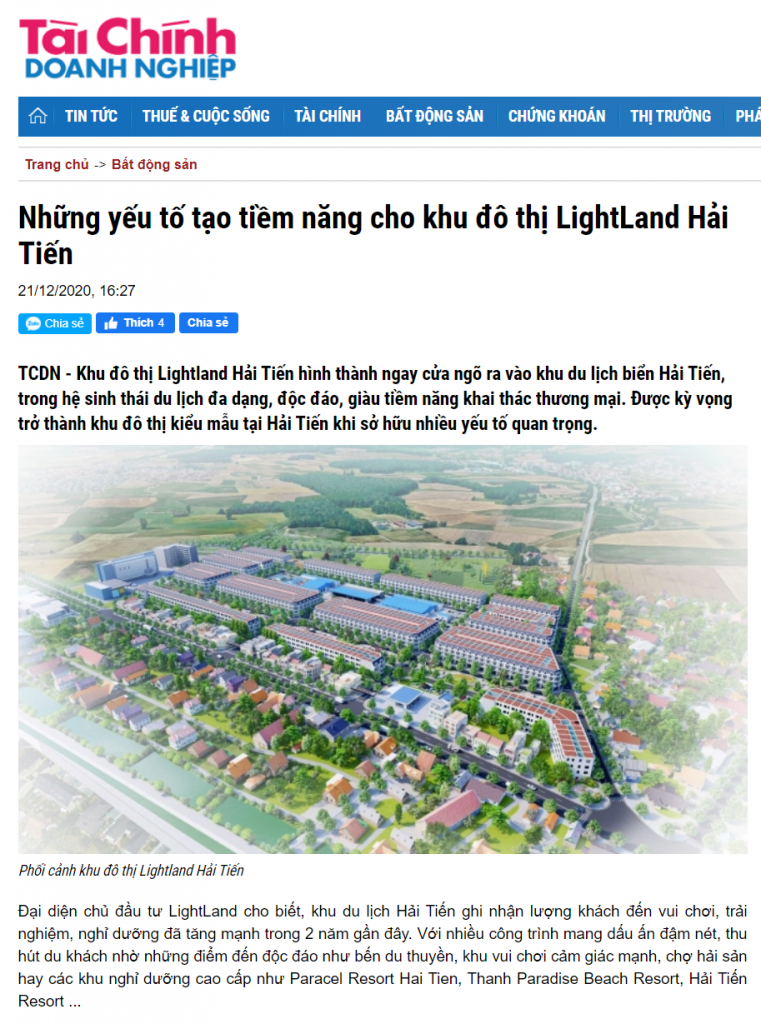 Tài Chính
DOANH NGHIỆP
TIN TỨC THUẾ & CUỘC SỐNG TÀI CHÍNH BẤT ĐỘNG SẢN CHỨNG KHOÁN THỊ TRƯỜNG PHÁ
Trang chủ -> Bất động sản
Những yếu tố tạo tiềm năng cho khu đô thị LightLand Hải
Tiến
21/12/2020, 16:27
Zalo Chia sẻ Thích 4 Chia sẻ
TCDN - Khu đô thị Lightland Hải Tiến hình thành ngay cửa ngõ ra vào khu du lịch biển Hải Tiến,
trong hệ sinh thái du lịch đa dạng, độc đáo, giàu tiềm năng khai thác thương mại. Được kỳ vọng
trở thành khu đô thị kiểu mẫu tại Hải Tiến khi sở hữu nhiều yếu tố quan trọng.
Phối cảnh khu đô thị Lightland Hải Tiến
Đại diện chủ đầu tư LightLand cho biết, khu du lịch Hải Tiến ghi nhận lượng khách đến vui chơi, trải
nghiệm, nghỉ dưỡng đã tăng mạnh trong 2 năm gần đây. Với nhiều công trình mang dấu ấn đậm nét, thu
hút du khách nhờ những điểm đến độc đáo như bến du thuyền, khu vui chơi cảm giác mạnh, chợ hải sản
hay các khu nghỉ dưỡng cao cấp như Paracel Resort Hai Tien, Thanh Paradise Beach Resort, Hải Tiến
Resort ...